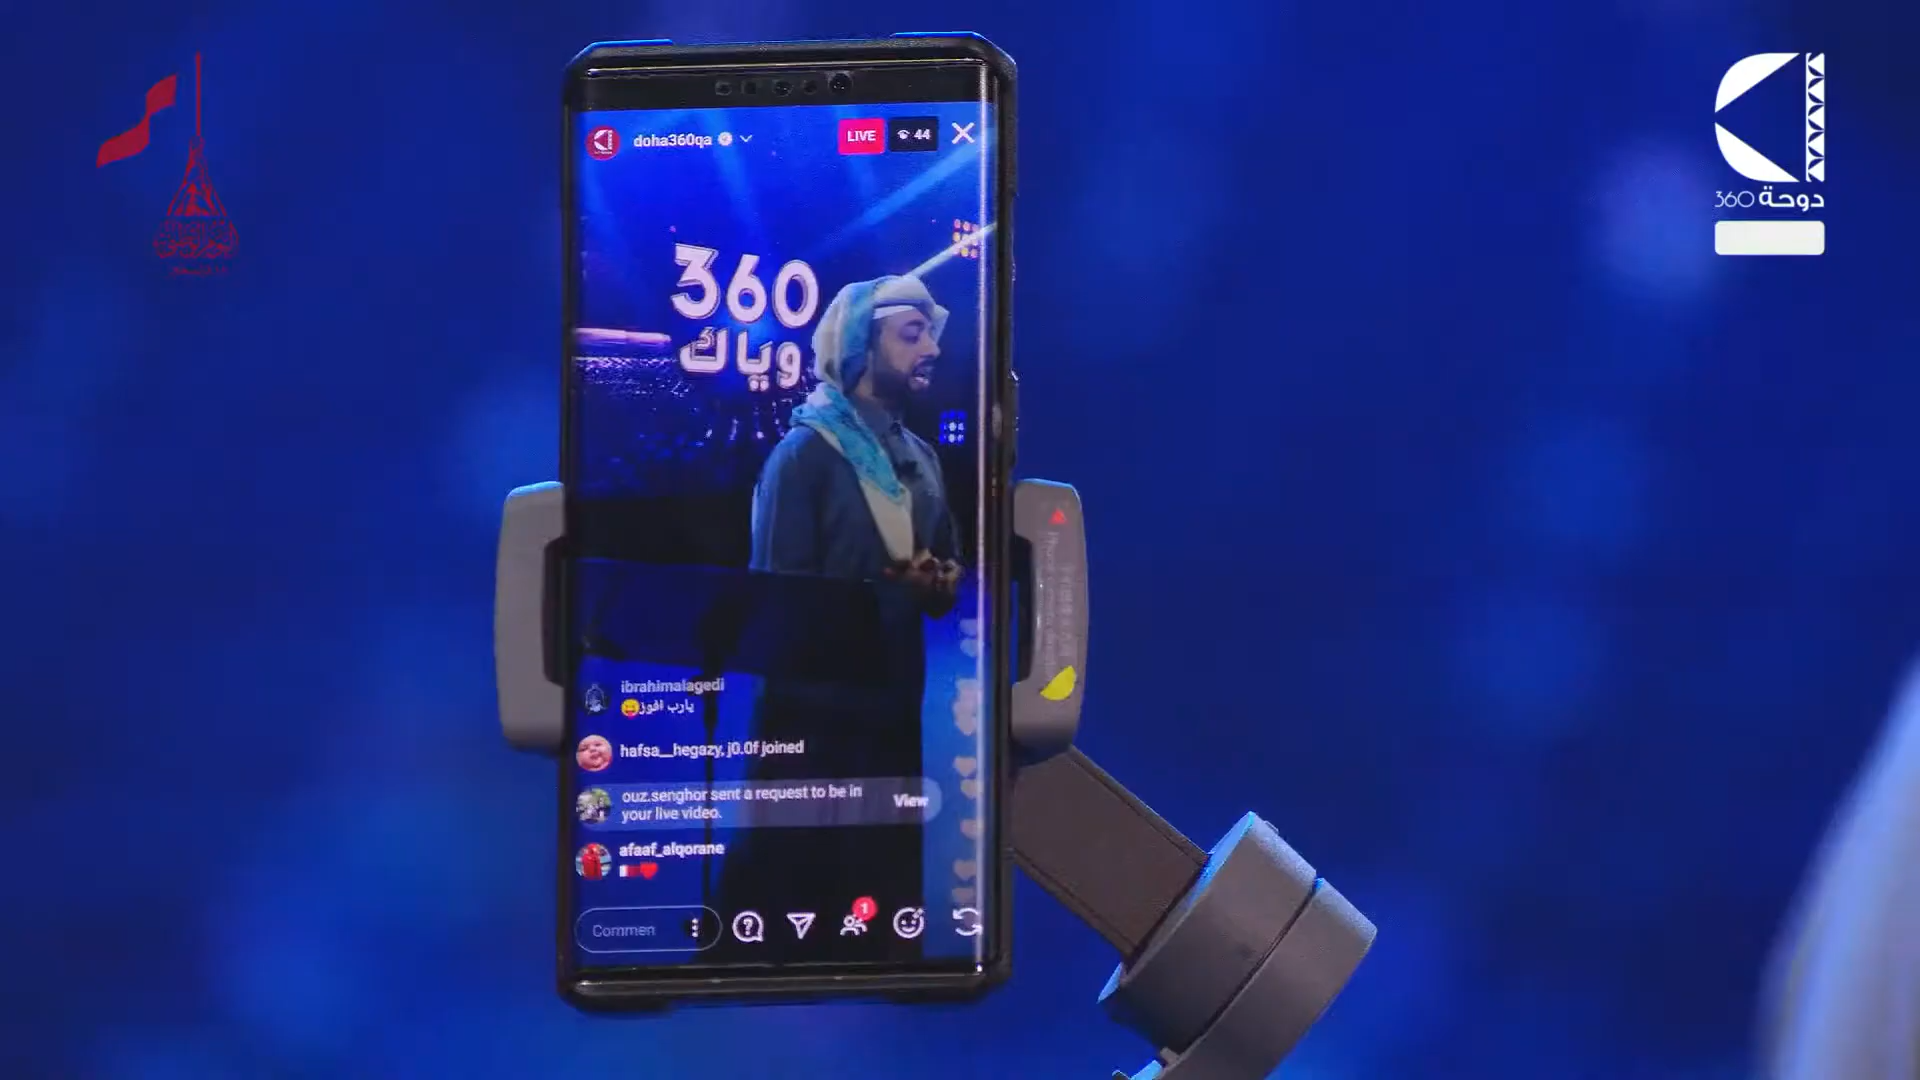 doha360qa
LIVE
44
360
وياك
دوحة 360
ibrahimalagedi
يارب افوز😝
hafsa__hegazy, j0.0f joined
ouz.senghor sent a request to be in
your live video.
View
afaaf_alqorane
Commen
1